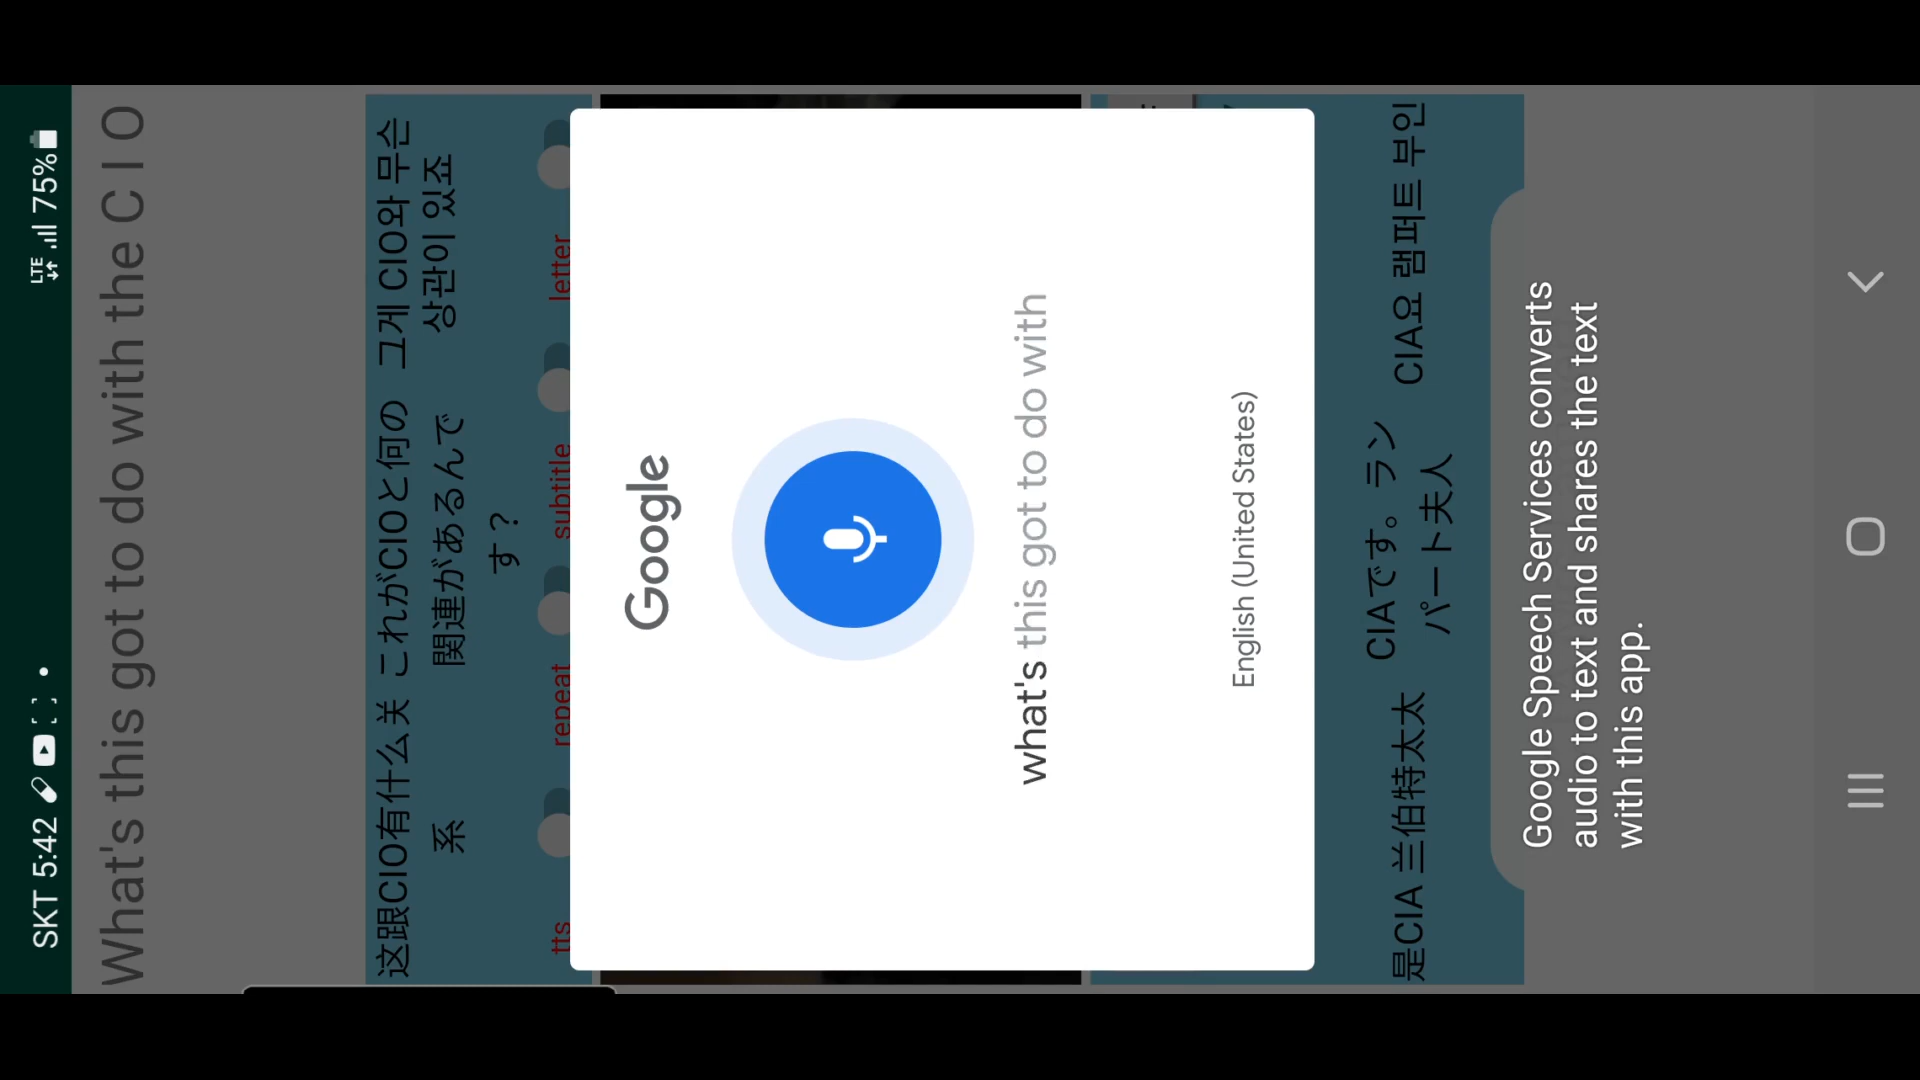 SKT 5:42 LTE 75%
What's this got to do with the C I O
这跟CIO有什么关
系
これがCIOと何の
関連があるんで
す？
그게 CIO와 무슨
상관이 있죠
tts repeat subtitle letter
Google
what's this got to do with
English (United States)
是CIA 兰伯特太太
CIAです。ラン
パート夫人
CIA요 램퍼트 부인
Google Speech Services converts
audio to text and shares the text
with this app.